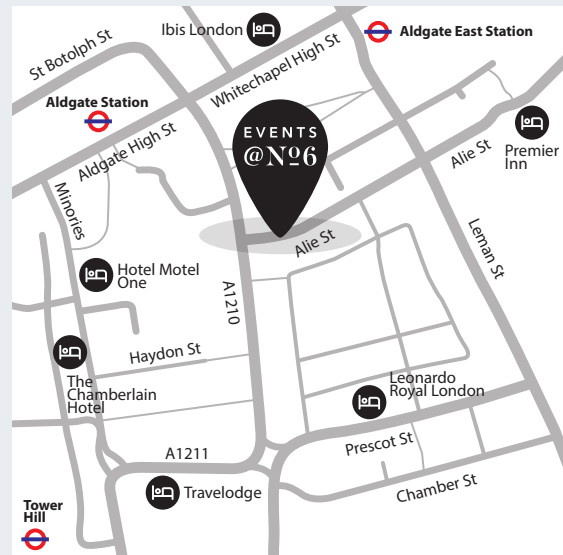 Ibis London
Aldgate East Station
St Botolph St
Whitechapel High St
Aldgate Station
Aldgate High St
EVENTS
@Nº6
Premier
Inn
Alie St
Minories
Alie St
Leman St
Hotel Motel
One
A1210
Haydon St
The
Chamberlain
Hotel
Leonardo
Royal London
Prescot St
A1211
Travelodge
Chamber St
Tower
Hill